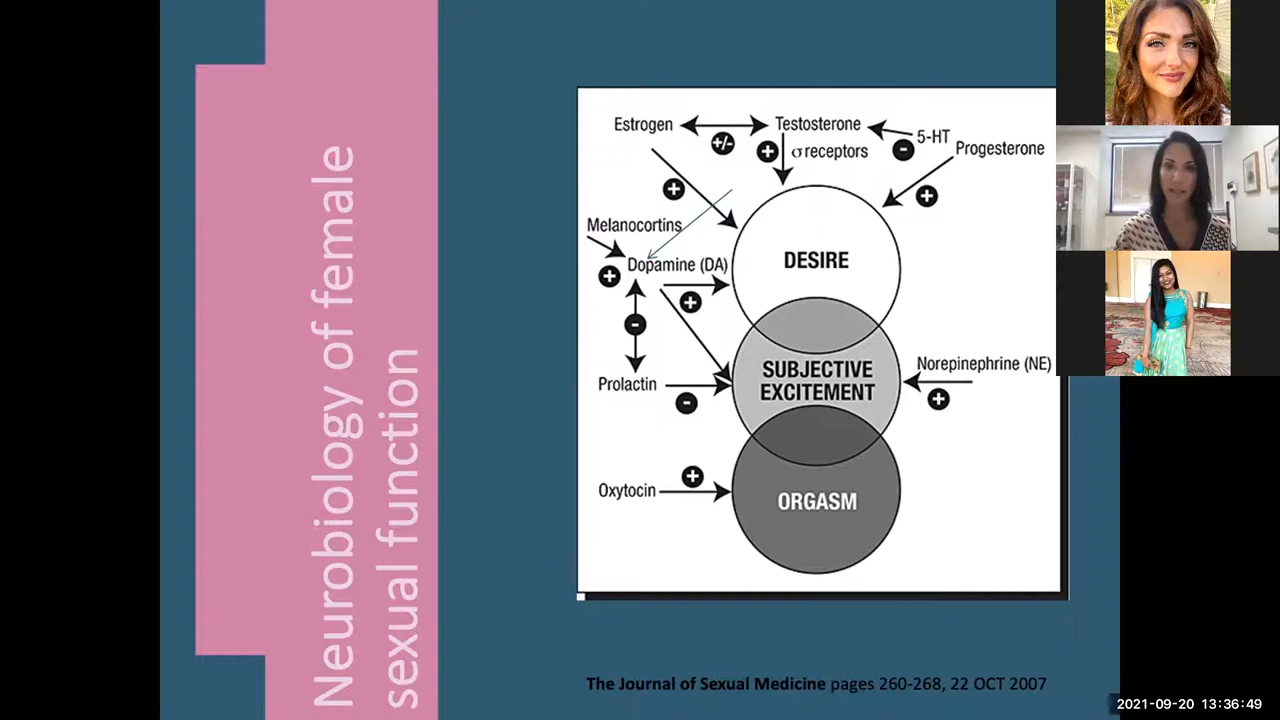 Neurobiology of female
sexual function
Estrogen
+/-
Testosterone
+
σ receptors
-
5-HT
Progesterone
+
+
Melanocortins
+
Dopamine (DA)
+
DESIRE
-
Prolactin
-
SUBJECTIVE
EXCITEMENT
Norepinephrine (NE)
+
Oxytocin
+
ORGASM
The Journal of Sexual Medicine pages 260-268, 22 OCT 2007
2021-09-20 13:36:49